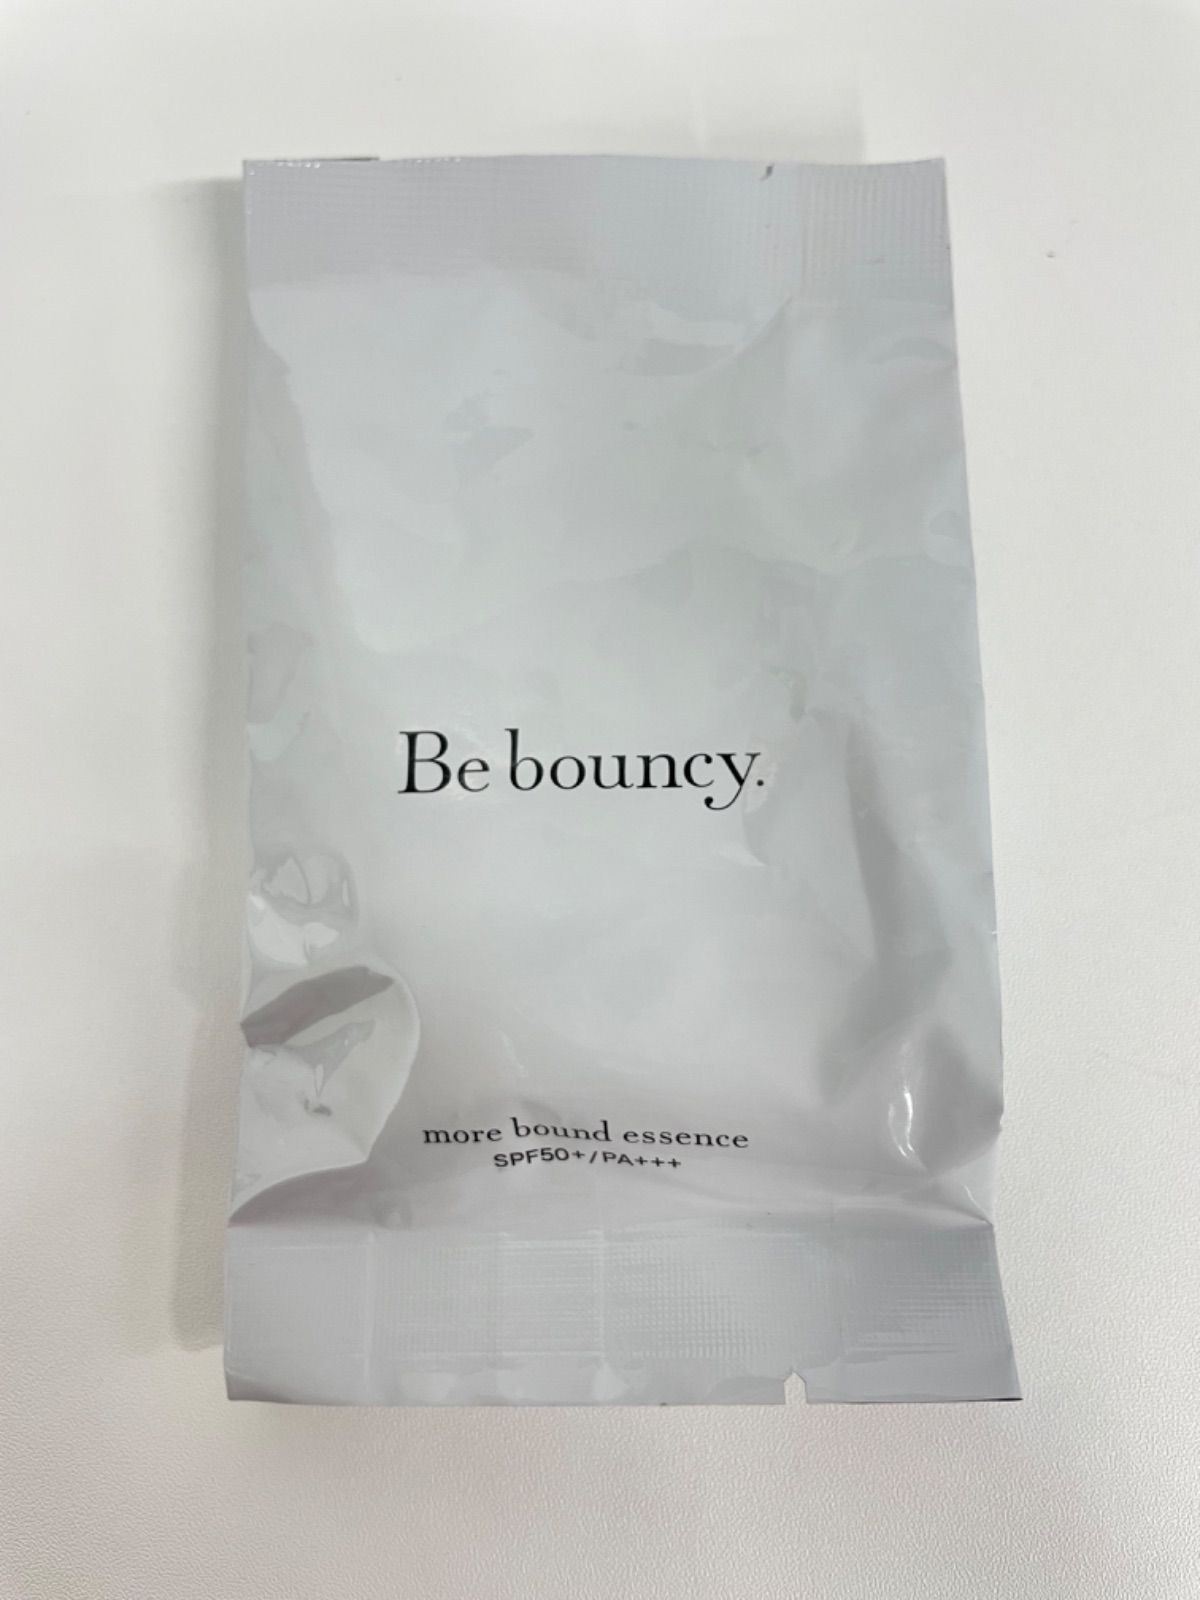 Be bouncy.
more bound essence
SPF50+/PA+++